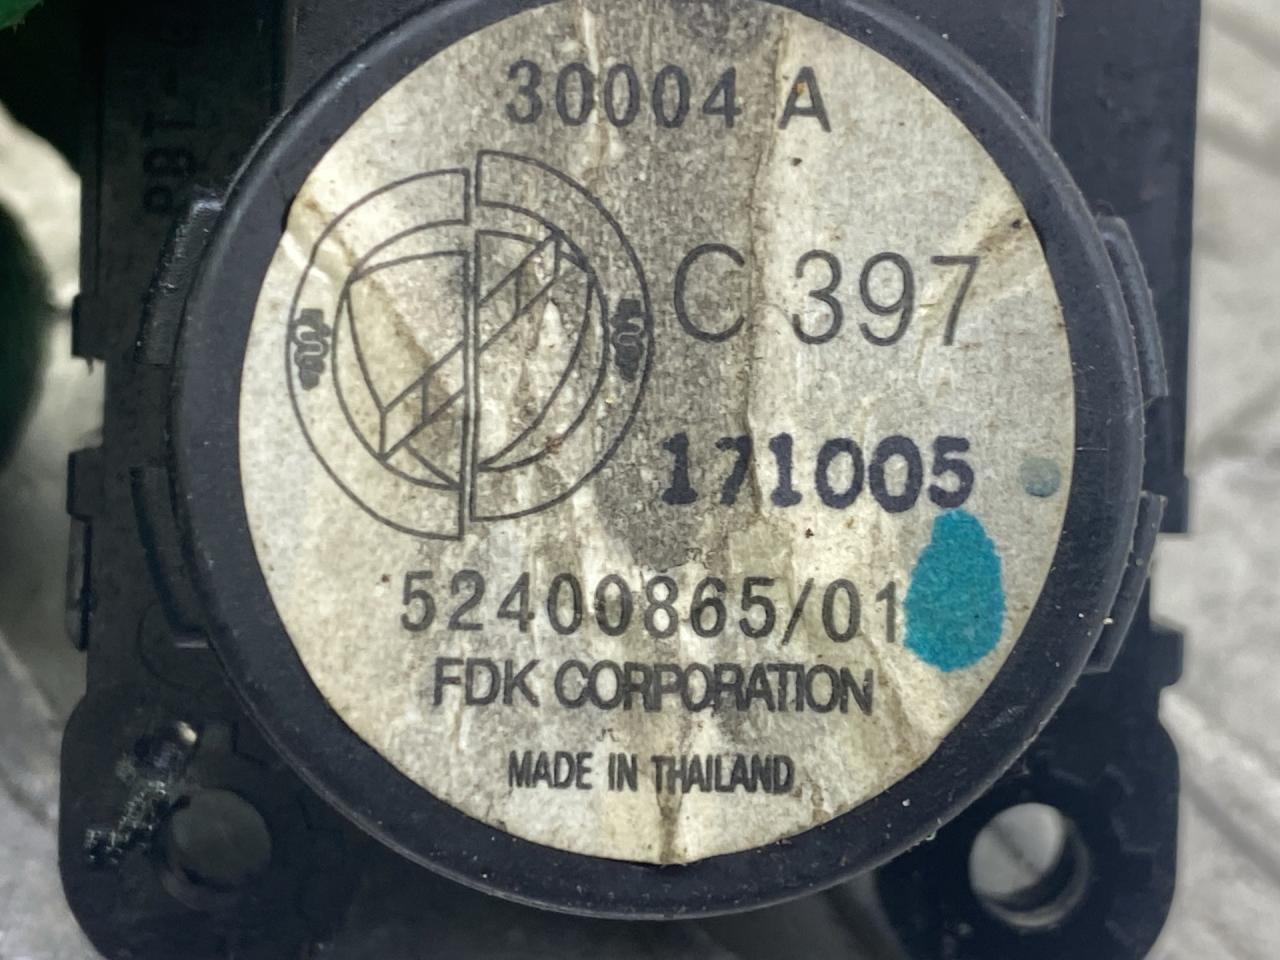 30004 A
C 397
171005
52400865/01
FDK CORPORATION
MADE IN THAILAND